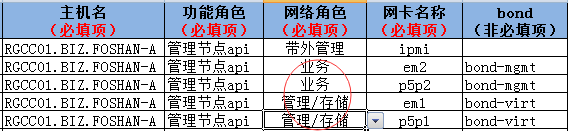 主机名 功能角色 网络角色 网卡名称 bond
(必填项) (必填项) (必填项) (必填项) (非必填项)
RGCC01.BIZ.FOSHAN-A 管理节点api 带外管理 ipmi
RGCC01.BIZ.FOSHAN-A 管理节点api 业务 em2 bond-mgmt
RGCC01.BIZ.FOSHAN-A 管理节点api 业务 p5p2 bond-mgmt
RGCC01.BIZ.FOSHAN-A 管理节点api 管理/存储 em1 bond-virt
RGCC01.BIZ.FOSHAN-A 管理节点api 管理/存储 p5p1 bond-virt